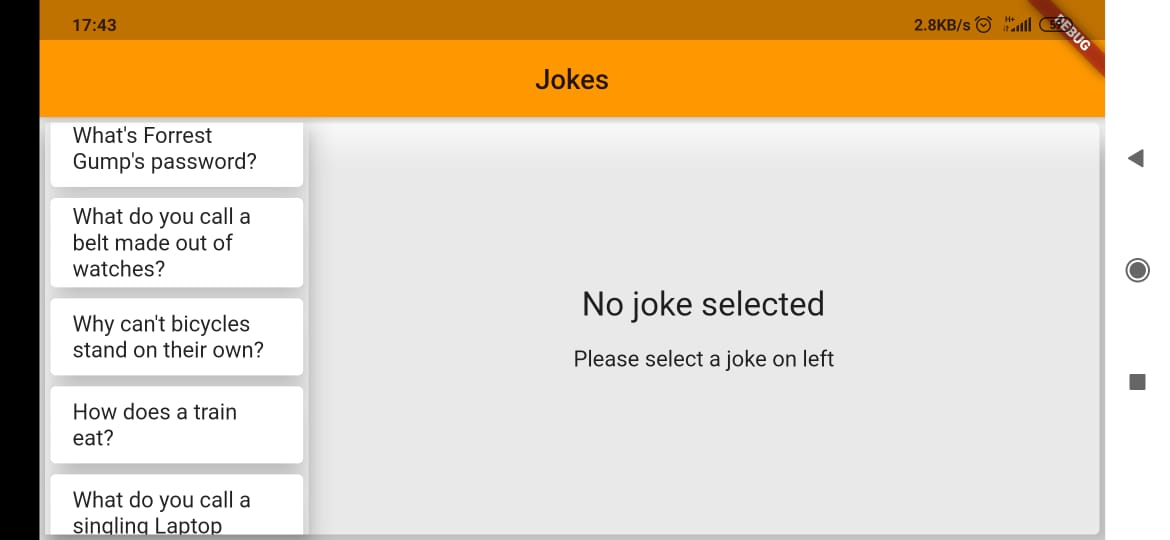 17:43
2.8KB/s
H+
DEBUG
Jokes
What's Forrest
Gump's password?
What do you call a
belt made out of
watches?
Why can't bicycles
stand on their own?
How does a train
eat?
What do you call a
singling Laptop
No joke selected
Please select a joke on left